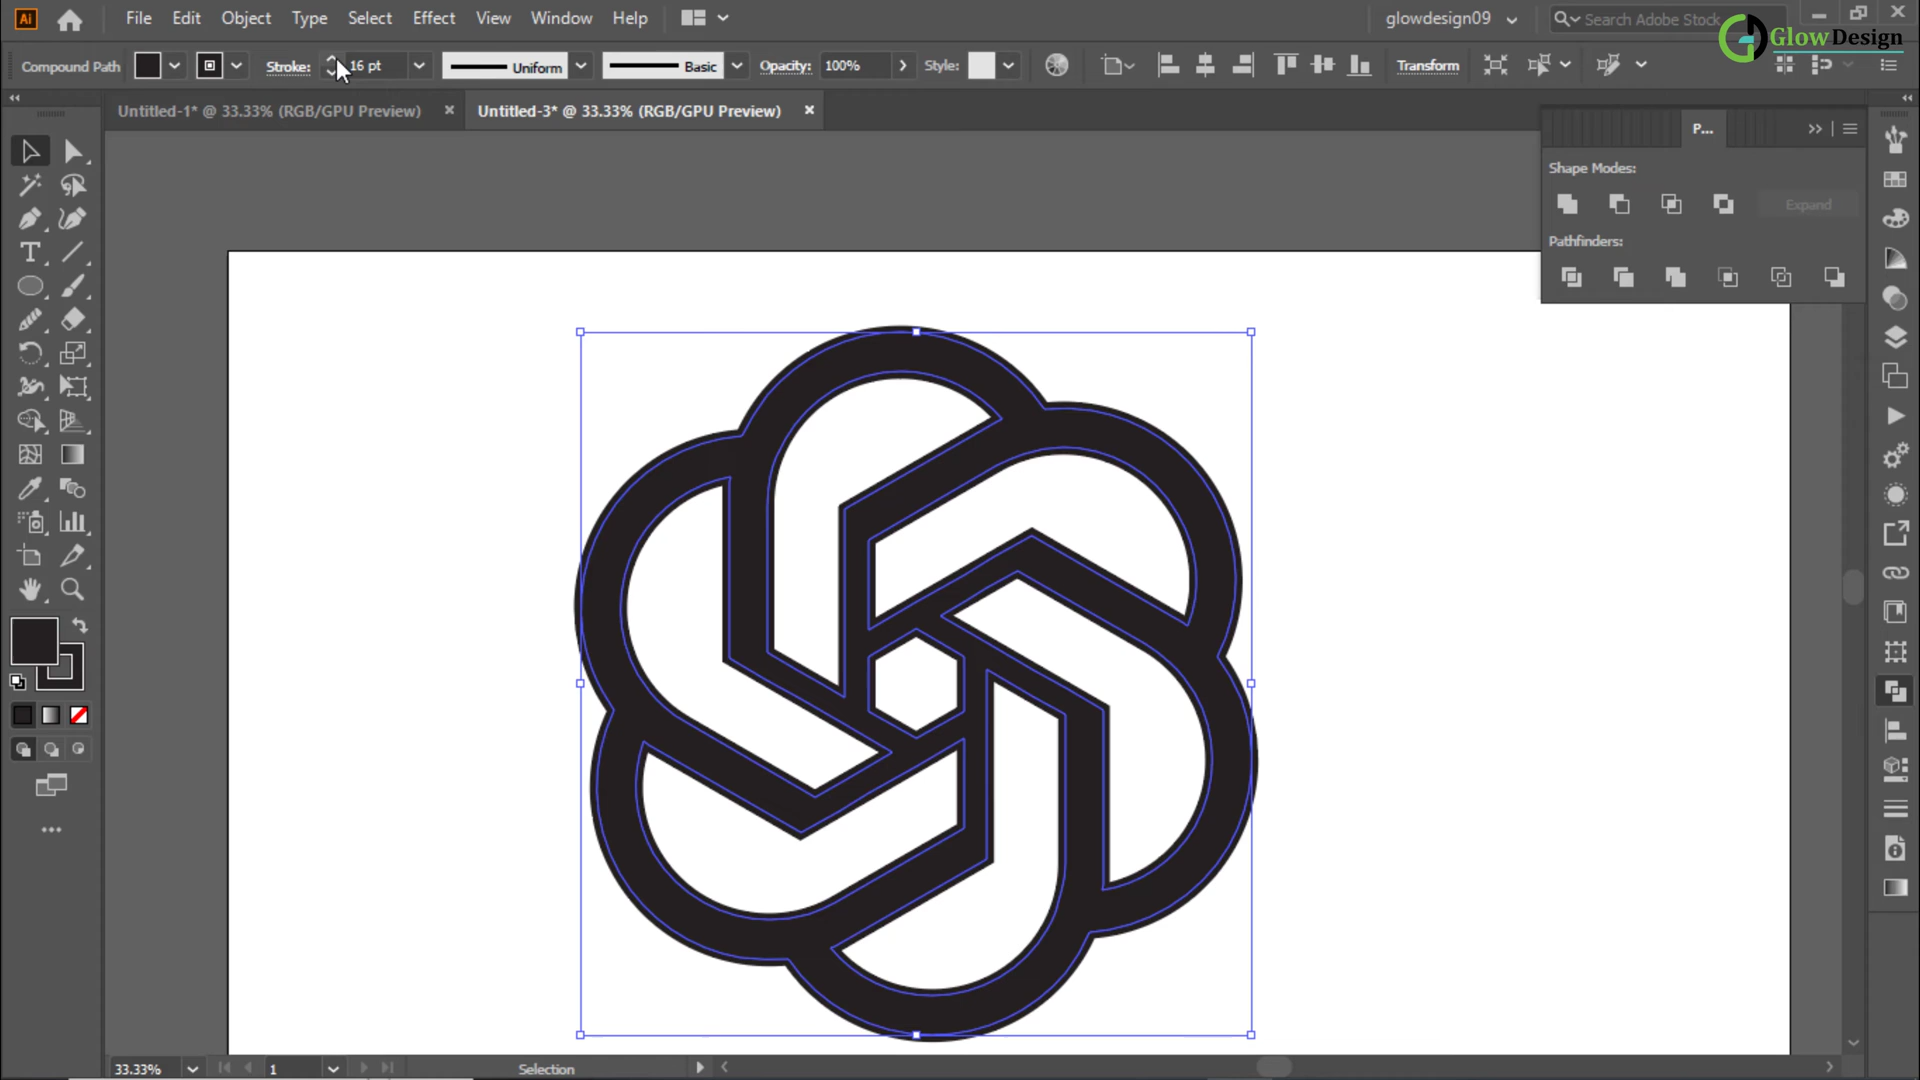 Ai File Edit Object Type Select Effect View Window Help glowdesign09 Search Adobe Stock
Glow Design
Compound Path Stroke: 16 pt Uniform Basic Opacity: 100% Style: Transform
Untitled-1* @ 33.33% (RGB/GPU Preview) Untitled-3* @ 33.33% (RGB/GPU Preview)
P...
Shape Modes:
Expand
Pathfinders:
33.33% 1 Selection